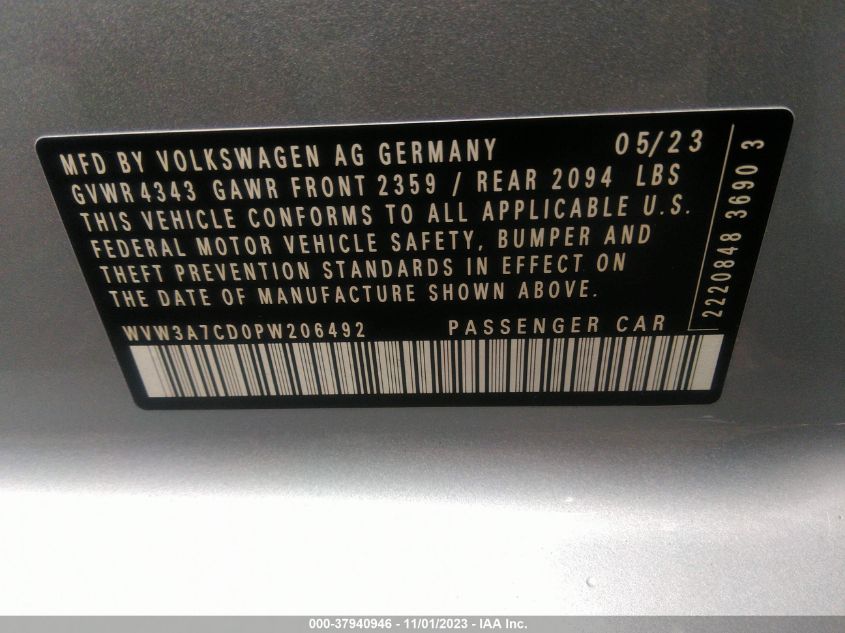 MFD BY VOLKSWAGEN AG GERMANY 05/23
GVWR 4343 GAWR FRONT 2359 / REAR 2094 LBS
THIS VEHICLE CONFORMS TO ALL APPLICABLE U.S.
FEDERAL MOTOR VEHICLE SAFETY, BUMPER AND
THEFT PREVENTION STANDARDS IN EFFECT ON
THE DATE OF MANUFACTURE SHOWN ABOVE.
WVW3A7CD0PW206492 PASSENGER CAR
2220848 3690 3
000-37940946 - 11/01/2023 - IAA Inc.